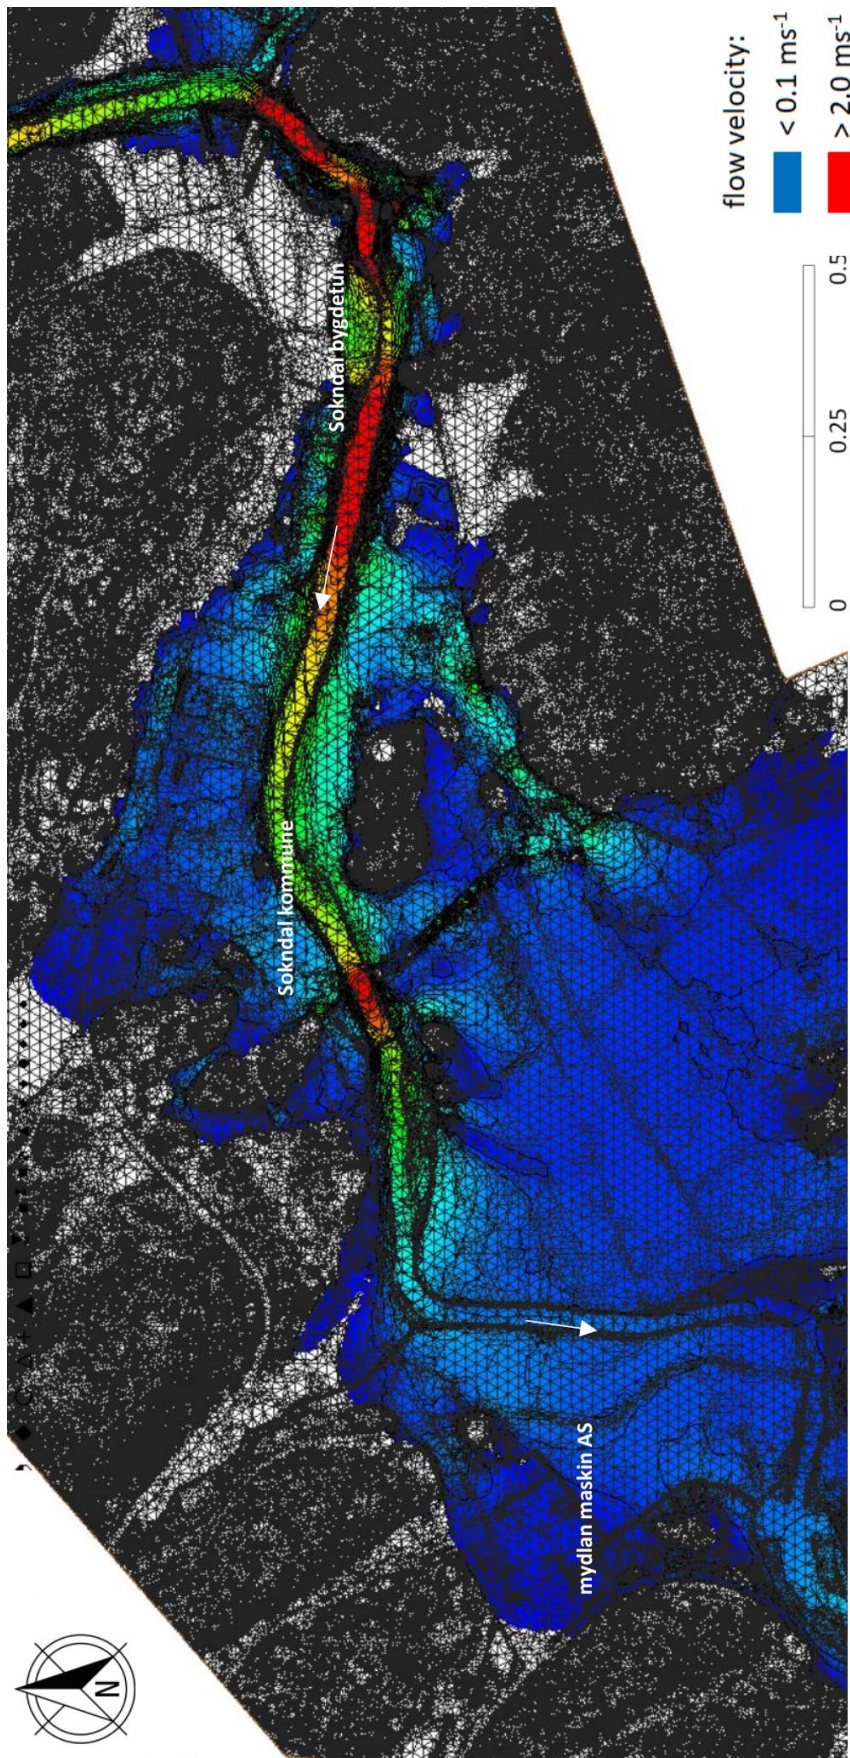 Sokndal bygdetun
Sokndal kommune
mydlan maskin AS
N
flow velocity:
< 0.1 ms⁻¹
> 2.0 ms⁻¹
0
0.25
0.5